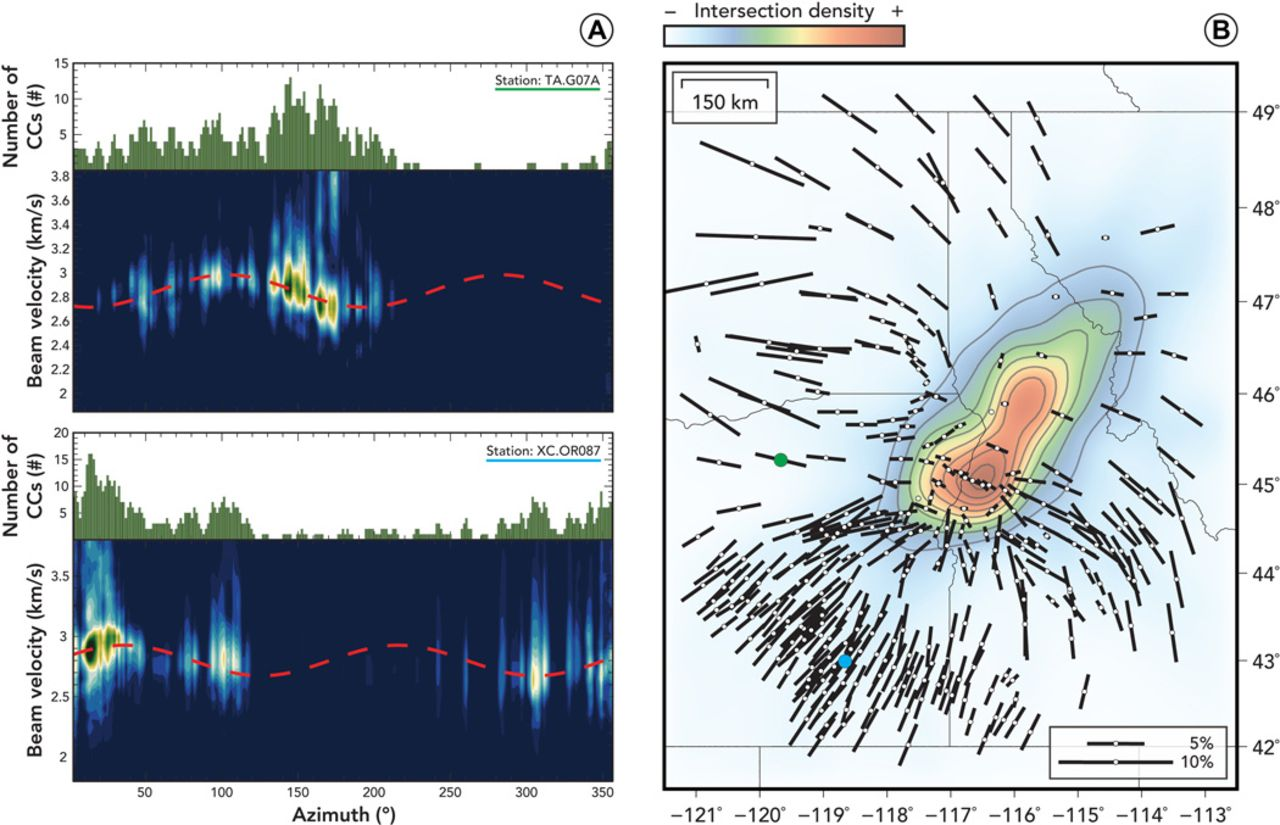 A
Station: TA.G07A
Number of
CCs (#)
15
10
5
Beam velocity (km/s)
3.8
3.6
3.4
3.2
3
2.8
2.6
2.4
2.2
2
Station: XC.OR087
Number of
CCs (#)
20
15
10
5
Beam velocity (km/s)
3.5
3
2.5
2
50 100 150 200 250 300 350
Azimuth (°)
− Intersection density +
B
150 km
49°
48°
47°
46°
45°
44°
43°
42°
5%
10%
−121° −120° −119° −118° −117° −116° −115° −114° −113°